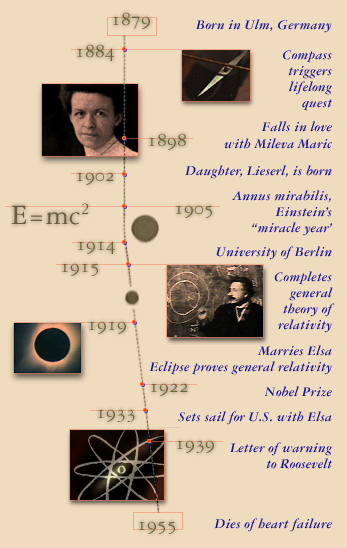 1879
Born in Ulm, Germany
1884
Compass
triggers
lifelong
quest
Falls in love
1898
with Mileva Maric
1902
Daughter, Lieserl, is born
Annus mirabilis,
1905
Einstein's
"miracle year'
E=mc²
1914
University of Berlin
1915
Completes
general
theory of
relativity
1919
Marries Elsa
Eclipse proves general relativity
1922
Nobel Prize
1933
Sets sail for U.S. with Elsa
1939
Letter of warning
to Roosevelt
1955
Dies of heart failure